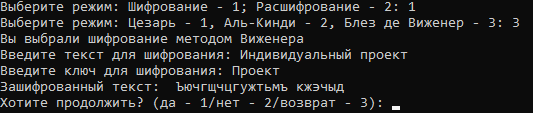 Выберите режим: Шифрование - 1; Расшифрование - 2: 1
Выберите режим: Цезарь - 1, Аль-Кинди - 2, Блез де Виженер - 3: 3
Вы выбрали шифрование методом Виженера
Введите текст для шифрования: Индивидуальный проект
Введите ключ для шифрования: Проект
Зашифрованный текст:  Ъючгщчцгужтьмъ кжэчыд
Хотите продолжить? (да - 1/нет - 2/возврат - 3):